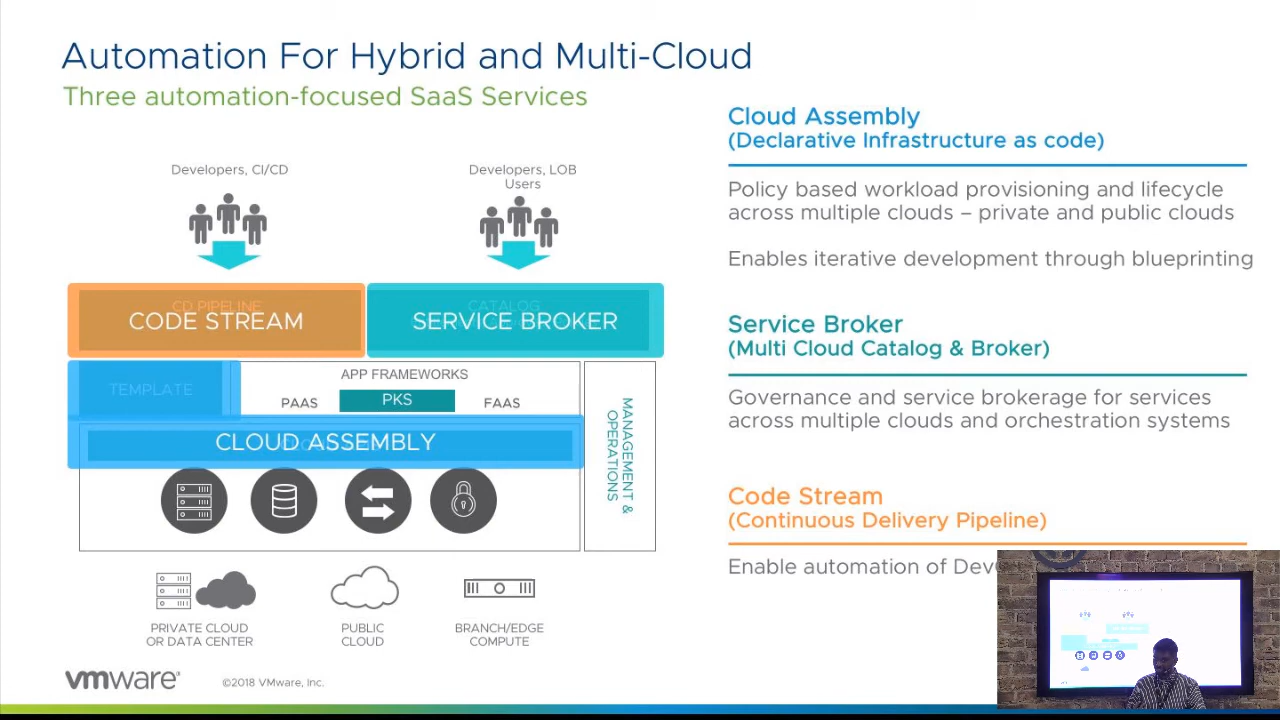 Automation For Hybrid and Multi-Cloud
Three automation-focused SaaS Services
Developers, CI/CD
Developers, LOB
Users
CD PIPELINE
CODE STREAM
CATALOG
SERVICE BROKER
TEMPLATE
APP FRAMEWORKS
PAAS
PKS
FAAS
CLOUD ASSEMBLY
MANAGEMENT &
OPERATIONS
PRIVATE CLOUD
OR DATA CENTER
PUBLIC
CLOUD
BRANCH/EDGE
COMPUTE
Cloud Assembly
(Declarative Infrastructure as code)
Policy based workload provisioning and lifecycle
across multiple clouds – private and public clouds
Enables iterative development through blueprinting
Service Broker
(Multi Cloud Catalog & Broker)
Governance and service brokerage for services
across multiple clouds and orchestration systems
Code Stream
(Continuous Delivery Pipeline)
Enable automation of
vmware
©2018 VMware, Inc.